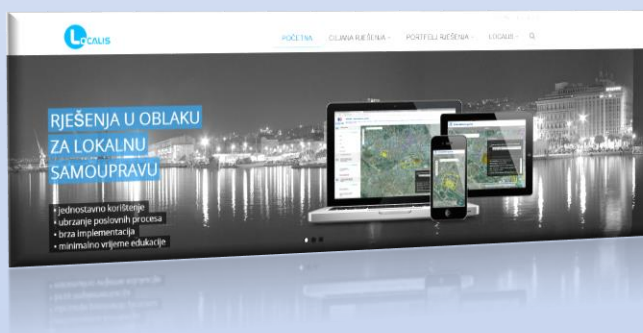 LOCALIS
POČETNA CILJANA RJEŠENJA PORTFELJ RJEŠENJA LOCALIS
RJEŠENJA U OBLAKU
ZA LOKALNU
SAMOUPRAVU
• jednostavno korištenje
• ubrzanje poslovnih procesa
• brza implementacija
• minimalno vrijeme edukacije